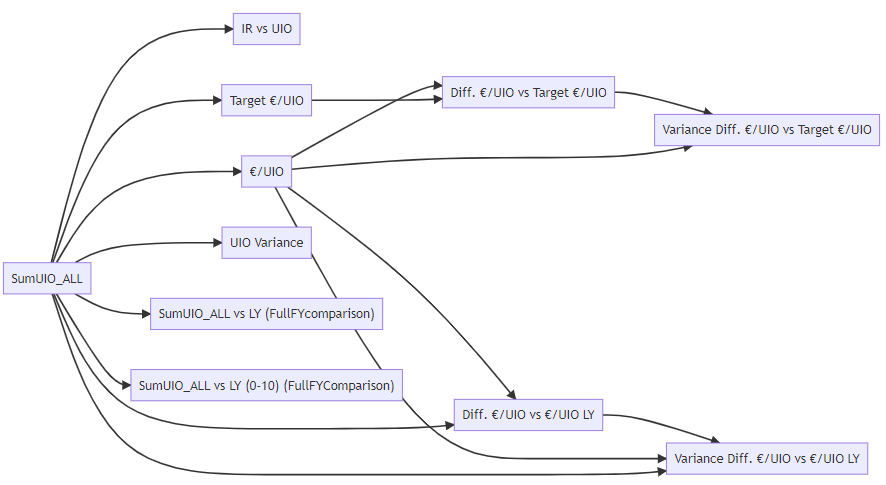 IR vs UIO
Target €/UIO
Diff. €/UIO vs Target €/UIO
Variance Diff. €/UIO vs Target €/UIO
€/UIO
UIO Variance
SumUIO_ALL
SumUIO_ALL vs LY (FullFYcomparison)
SumUIO_ALL vs LY (0-10) (FullFYComparison)
Diff. €/UIO vs €/UIO LY
Variance Diff. €/UIO vs €/UIO LY